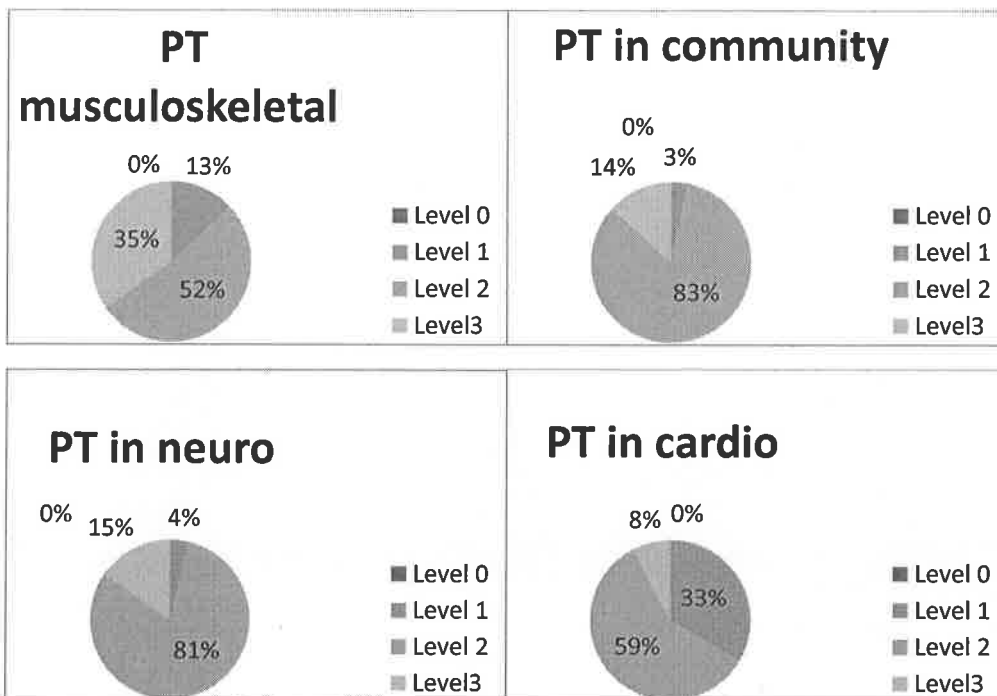 PT
musculoskeletal
0% 13%
35%
52%
Level 0
Level 1
Level 2
Level3
PT in community
0%
14% 3%
83%
Level 0
Level 1
Level 2
Level3
PT in neuro
0% 15% 4%
81%
Level 0
Level 1
Level 2
Level3
PT in cardio
8% 0%
33%
59%
Level 0
Level 1
Level 2
Level3